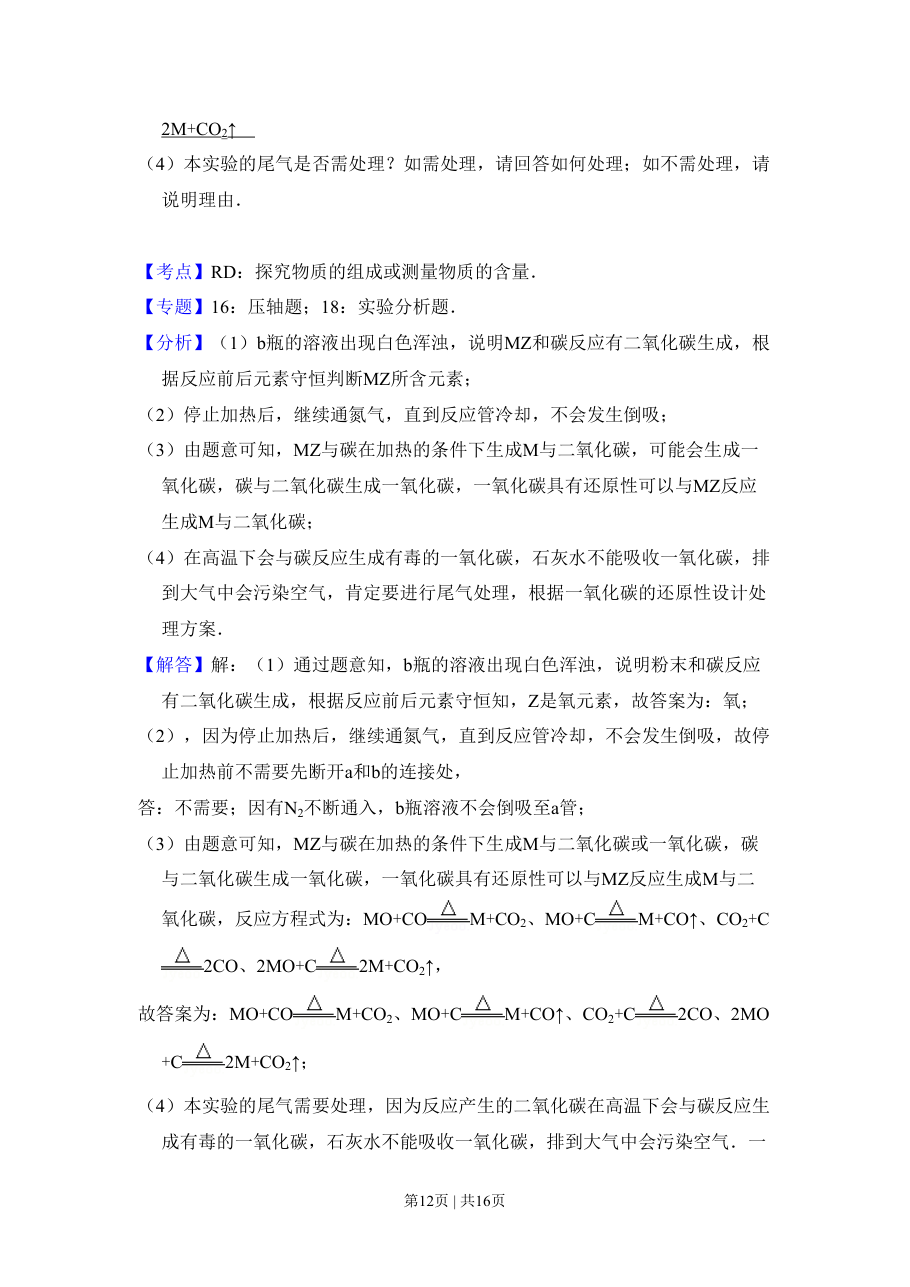 2M+CO₂↑
（4）本实验的尾气是否需处理？如需处理，请回答如何处理；如不需处理，请
说明理由．
【考点】RD：探究物质的组成或测量物质的含量．
【专题】16：压轴题；18：实验分析题．
【分析】（1）b瓶的溶液出现白色浑浊，说明MZ和碳反应有二氧化碳生成，根
据反应前后元素守恒判断MZ所含元素；
（2）停止加热后，继续通氮气，直到反应管冷却，不会发生倒吸；
（3）由题意可知，MZ与碳在加热的条件下生成M与二氧化碳，可能会生成一
氧化碳，碳与二氧化碳生成一氧化碳，一氧化碳具有还原性可以与MZ反应
生成M与二氧化碳；
（4）在高温下会与碳反应生成有毒的一氧化碳，石灰水不能吸收一氧化碳，排
到大气中会污染空气，肯定要进行尾气处理，根据一氧化碳的还原性设计处
理方案．
【解答】解：（1）通过题意知，b瓶的溶液出现白色浑浊，说明粉末和碳反应
有二氧化碳生成，根据反应前后元素守恒知，Z是氧元素，故答案为：氧；
（2），因为停止加热后，继续通氮气，直到反应管冷却，不会发生倒吸，故停
止加热前不需要先断开a和b的连接处，
答：不需要；因有N₂不断通入，b瓶溶液不会倒吸至a管；
（3）由题意可知，MZ与碳在加热的条件下生成M与二氧化碳或一氧化碳，碳
与二氧化碳生成一氧化碳，一氧化碳具有还原性可以与MZ反应生成M与二
氧化碳，反应方程式为：MO+CO═△═M+CO₂、MO+C═△═M+CO↑、CO₂+C
═△═2CO、2MO+C═△═2M+CO₂↑，
故答案为：MO+CO═△═M+CO₂、MO+C═△═M+CO↑、CO₂+C═△═2CO、2MO
+C═△═2M+CO₂↑；
（4）本实验的尾气需要处理，因为反应产生的二氧化碳在高温下会与碳反应生
成有毒的一氧化碳，石灰水不能吸收一氧化碳，排到大气中会污染空气．一
第12页 | 共16页